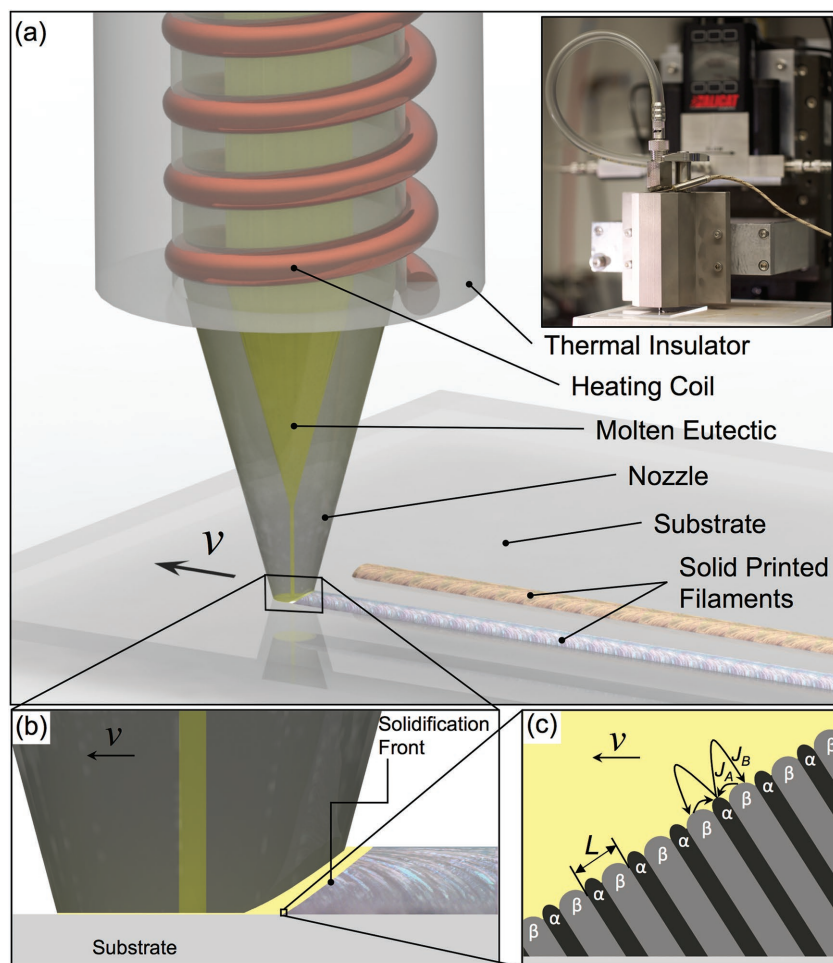 (a)
Thermal Insulator
Heating Coil
Molten Eutectic
Nozzle
Substrate
Solid Printed
Filaments
v
(b)
v
Solidification
Front
Substrate
(c)
v
J_B
J_A
L
β
α
β
α
β
α
β
α
β
α
β
α
β
α
β
α
β